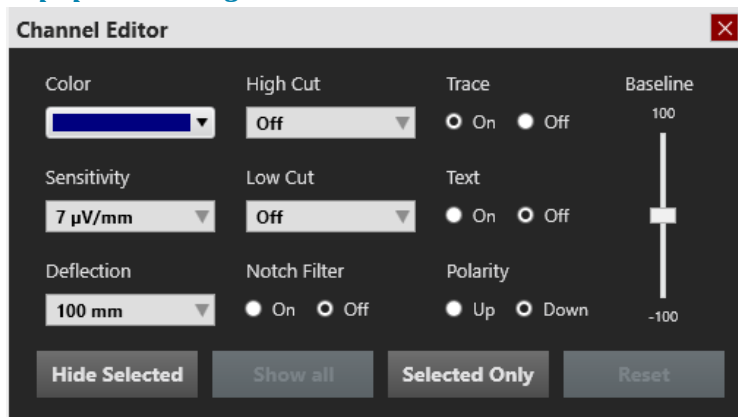 Channel Editor
Color High Cut Trace Baseline
Off On Off 100
Sensitivity Low Cut Text
7 µV/mm Off On Off
Deflection Notch Filter Polarity
100 mm On Off Up Down -100
Hide Selected Show all Selected Only Reset